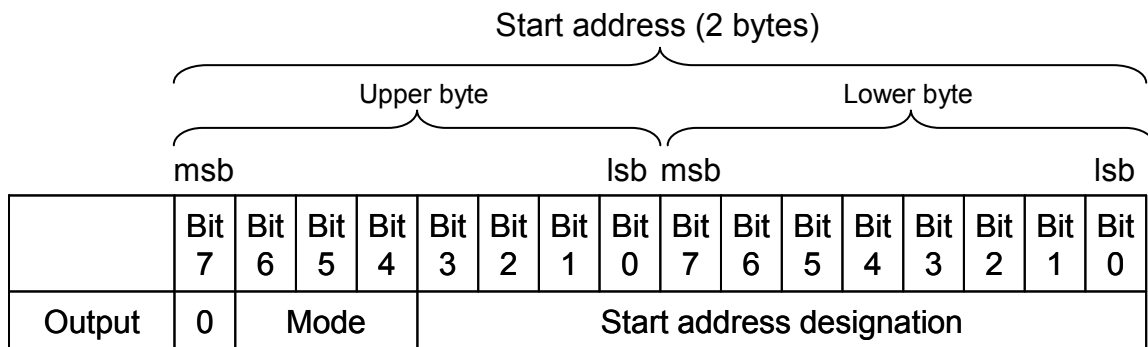 Start address (2 bytes)
Upper byte Lower byte
msb lsb msb lsb
Bit 7 Bit 6 Bit 5 Bit 4 Bit 3 Bit 2 Bit 1 Bit 0 Bit 7 Bit 6 Bit 5 Bit 4 Bit 3 Bit 2 Bit 1 Bit 0
Output 0 Mode Start address designation